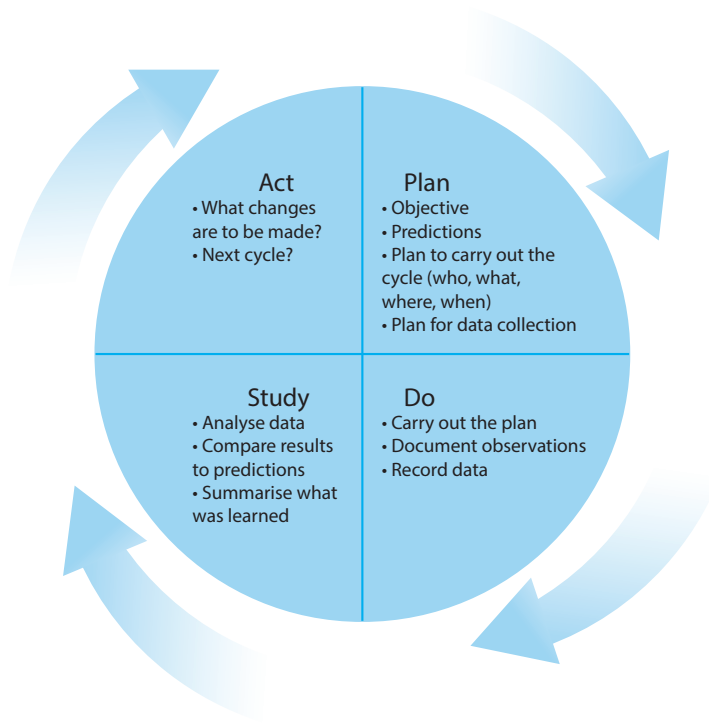 Act
• What changes
are to be made?
• Next cycle?
Plan
• Objective
• Predictions
• Plan to carry out the
cycle (who, what,
where, when)
• Plan for data collection
Study
• Analyse data
• Compare results
to predictions
• Summarise what
was learned
Do
• Carry out the plan
• Document observations
• Record data